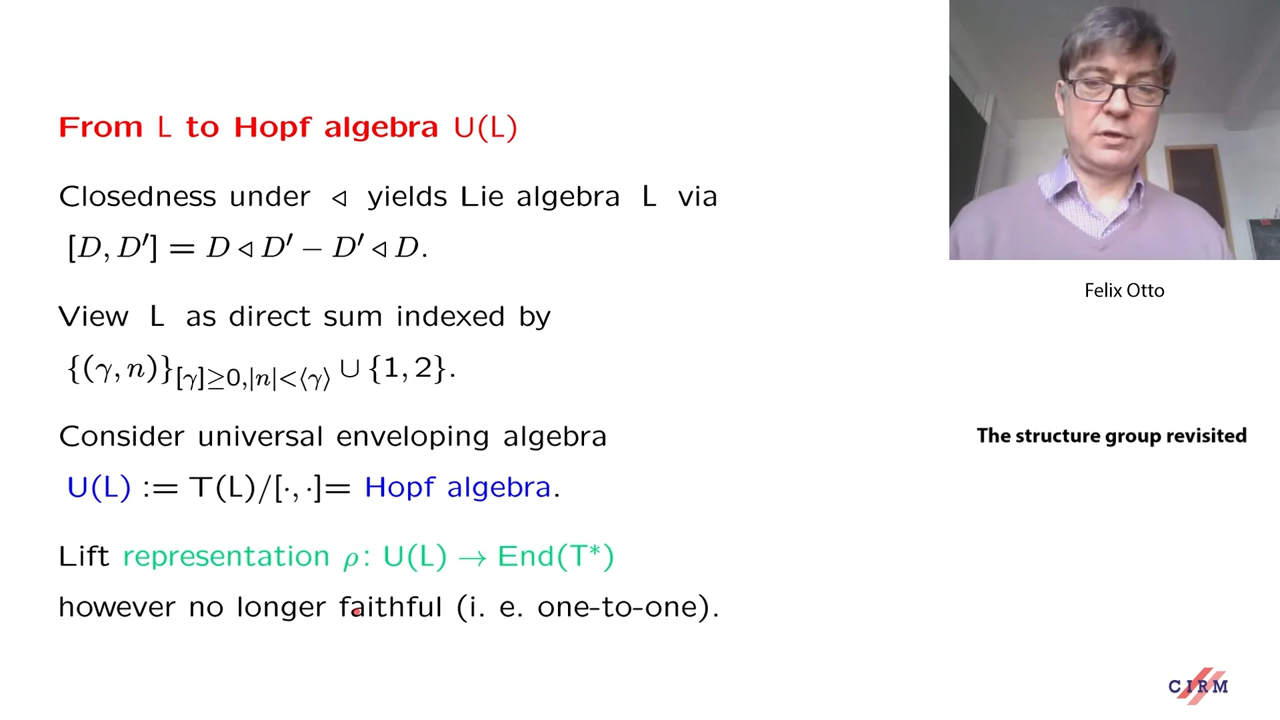 From L to Hopf algebra U(L)
Closedness under ◃ yields Lie algebra L via
[D, D′] = D ◃ D′ − D′ ◃ D.
View L as direct sum indexed by
{(γ, n)}[γ]≥0,|n|<⟨γ⟩ ∪ {1, 2}.
Consider universal enveloping algebra
U(L) := T(L)/[·, ·]= Hopf algebra.
Lift representation ρ: U(L) → End(T*)
however no longer faithful (i. e. one-to-one).
Felix Otto
The structure group revisited
CIRM